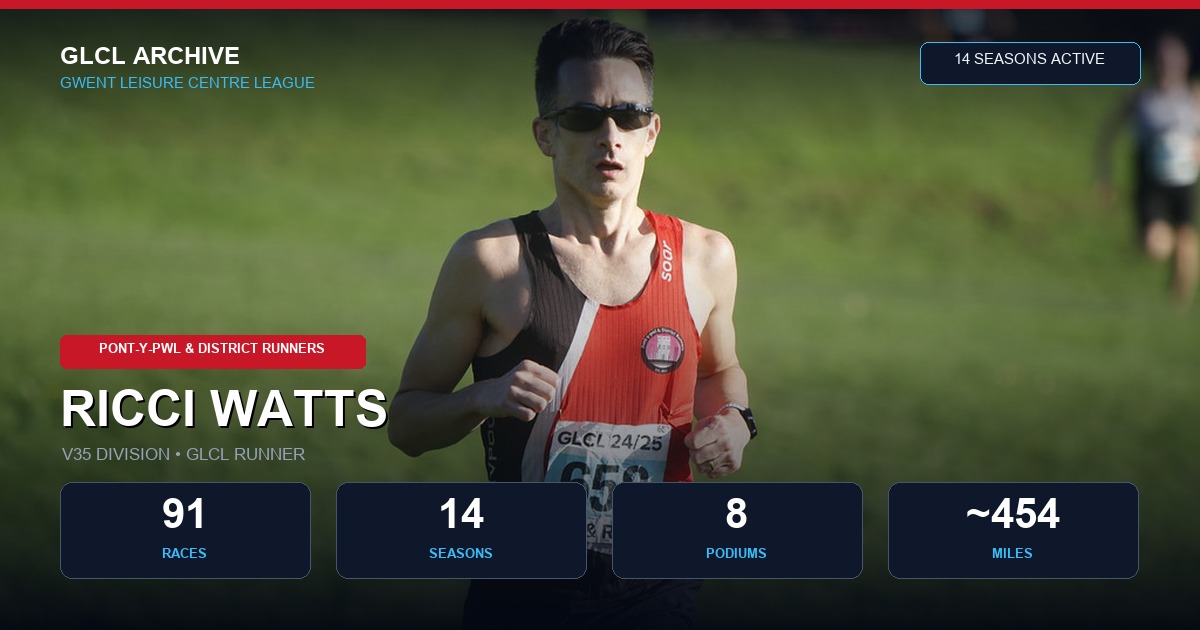 GLCL ARCHIVE
GWENT LEISURE CENTRE LEAGUE
14 SEASONS ACTIVE
soar
PONT-Y-PWL & DISTRICT RUNNERS
RICCI WATTS
V35 DIVISION • GLCL RUNNER
GLCL 24/25
91
RACES
14
SEASONS
8
PODIUMS
~454
MILES